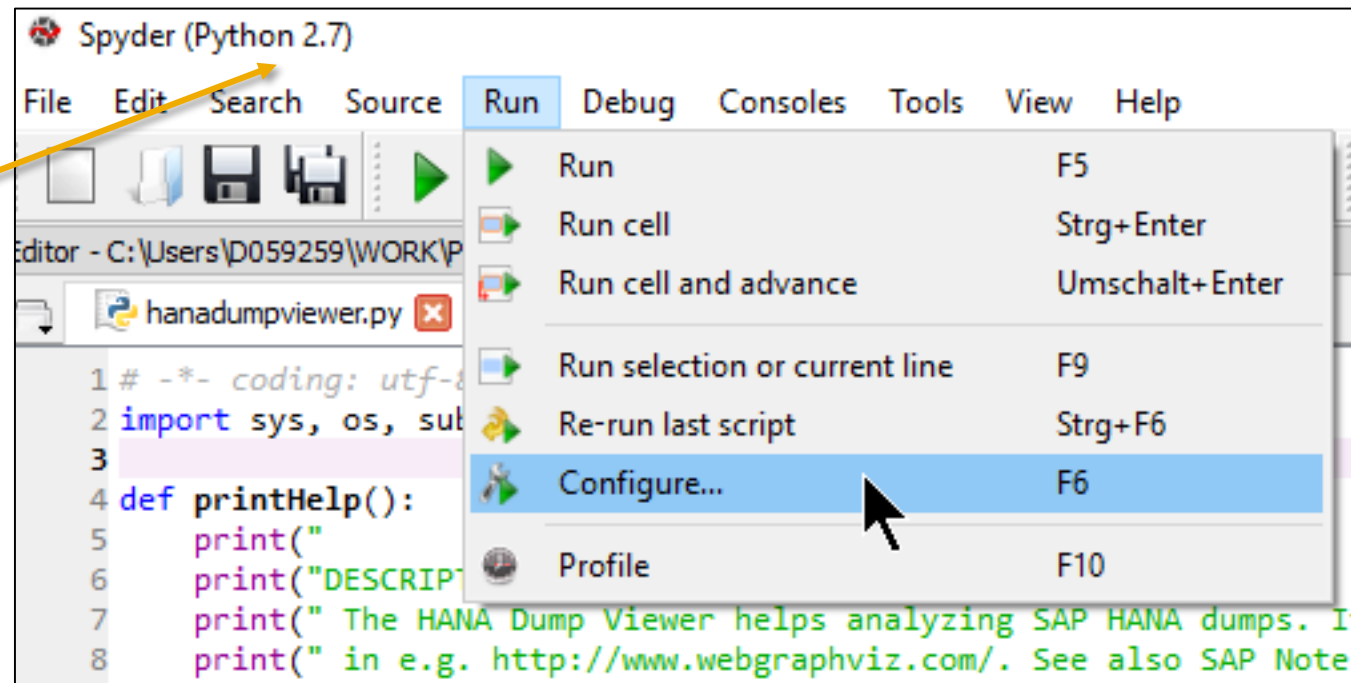 Spyder (Python 2.7)
File Edit Search Source Run Debug Consoles Tools View Help
Run F5
Run cell Strg+Enter
Editor - C:\Users\D059259\WORK\P
Run cell and advance Umschalt+Enter
hanadumpviewer.py
Run selection or current line F9
1 # -*- coding: utf-8
2 import sys, os, sub
Re-run last script Strg+F6
3
Configure... F6
4 def printHelp():
5 print("
Profile F10
6 print("DESCRIPT
7 print(" The HANA Dump Viewer helps analyzing SAP HANA dumps. I
8 print(" in e.g. http://www.webgraphviz.com/. See also SAP Note